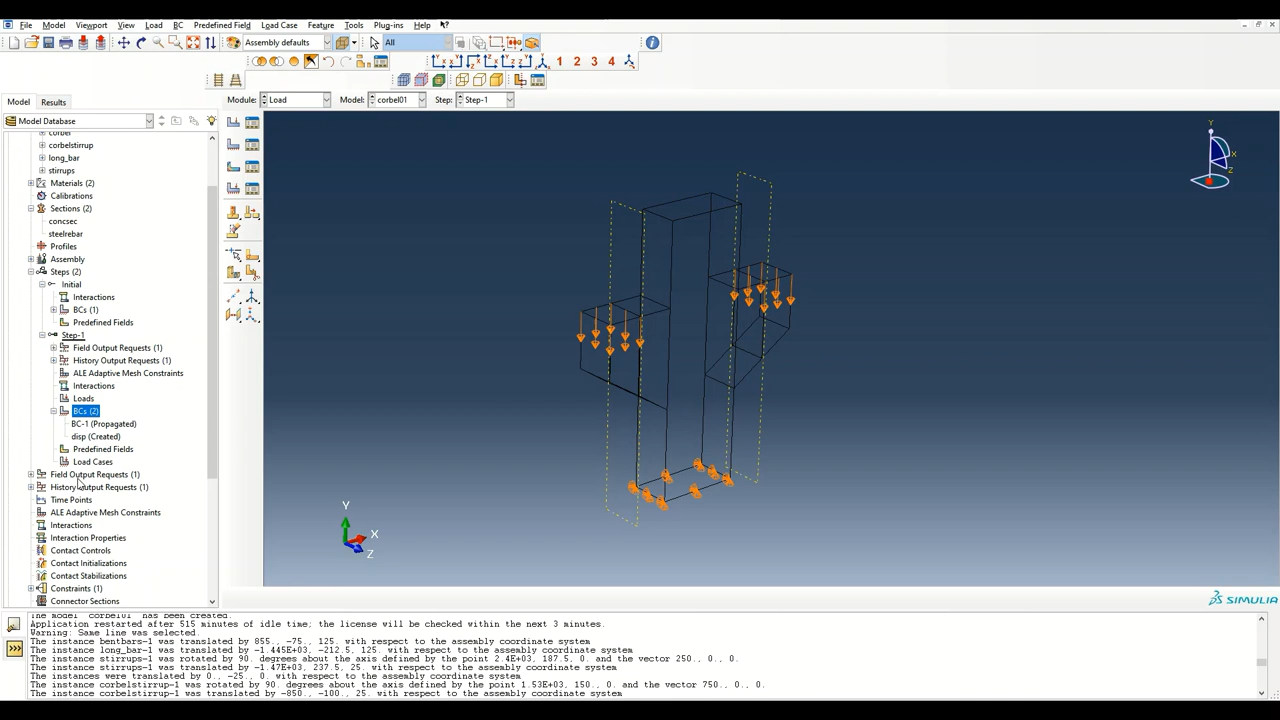 File Model Viewport View Load BC Predefined Field Load Case Feature Tools Plug-ins Help
Assembly defaults All
1 2 3 4
Model Results Module: Load Model: corbel01 Step: Step-1
Model Database
corbel
corbelstirrup
long_bar
stirrups
Materials (2)
Calibrations
Sections (2)
concsec
steelrebar
Profiles
Assembly
Steps (2)
Initial
Interactions
BCs (1)
Predefined Fields
Step-1
Field Output Requests (1)
History Output Requests (1)
ALE Adaptive Mesh Constraints
Interactions
Loads
BCs (2)
BC-1 (Propagated)
disp (Created)
Predefined Fields
Load Cases
Field Output Requests (1)
History Output Requests (1)
Time Points
ALE Adaptive Mesh Constraints
Interactions
Interaction Properties
Contact Controls
Contact Initializations
Contact Stabilizations
Constraints (1)
Connector Sections
Y
X
Z
Y
X
Z
SIMULIA
The model "corbel01" has been created.
Application restarted after 515 minutes of idle time; the license will be checked within the next 3 minutes.
Warning: Same line was selected.
The instance bentbars-1 was translated by 855., -75., 125. with respect to the assembly coordinate system
The instance long_bar-1 was translated by -1.445E+03, -212.5, 125. with respect to the assembly coordinate system
The instance stirrups-1 was rotated by 90. degrees about the axis defined by the point 2.4E+03, 187.5, 0. and the vector 250., 0., 0.
The instance stirrups-1 was translated by -1.47E+03, 237.5, 25. with respect to the assembly coordinate system
The instances were translated by 0., -25., 0. with respect to the assembly coordinate system
The instance corbelstirrup-1 was rotated by 90. degrees about the axis defined by the point 1.53E+03, 150., 0. and the vector 750., 0., 0.
The instance corbelstirrup-1 was translated by -850., -100., 25. with respect to the assembly coordinate system